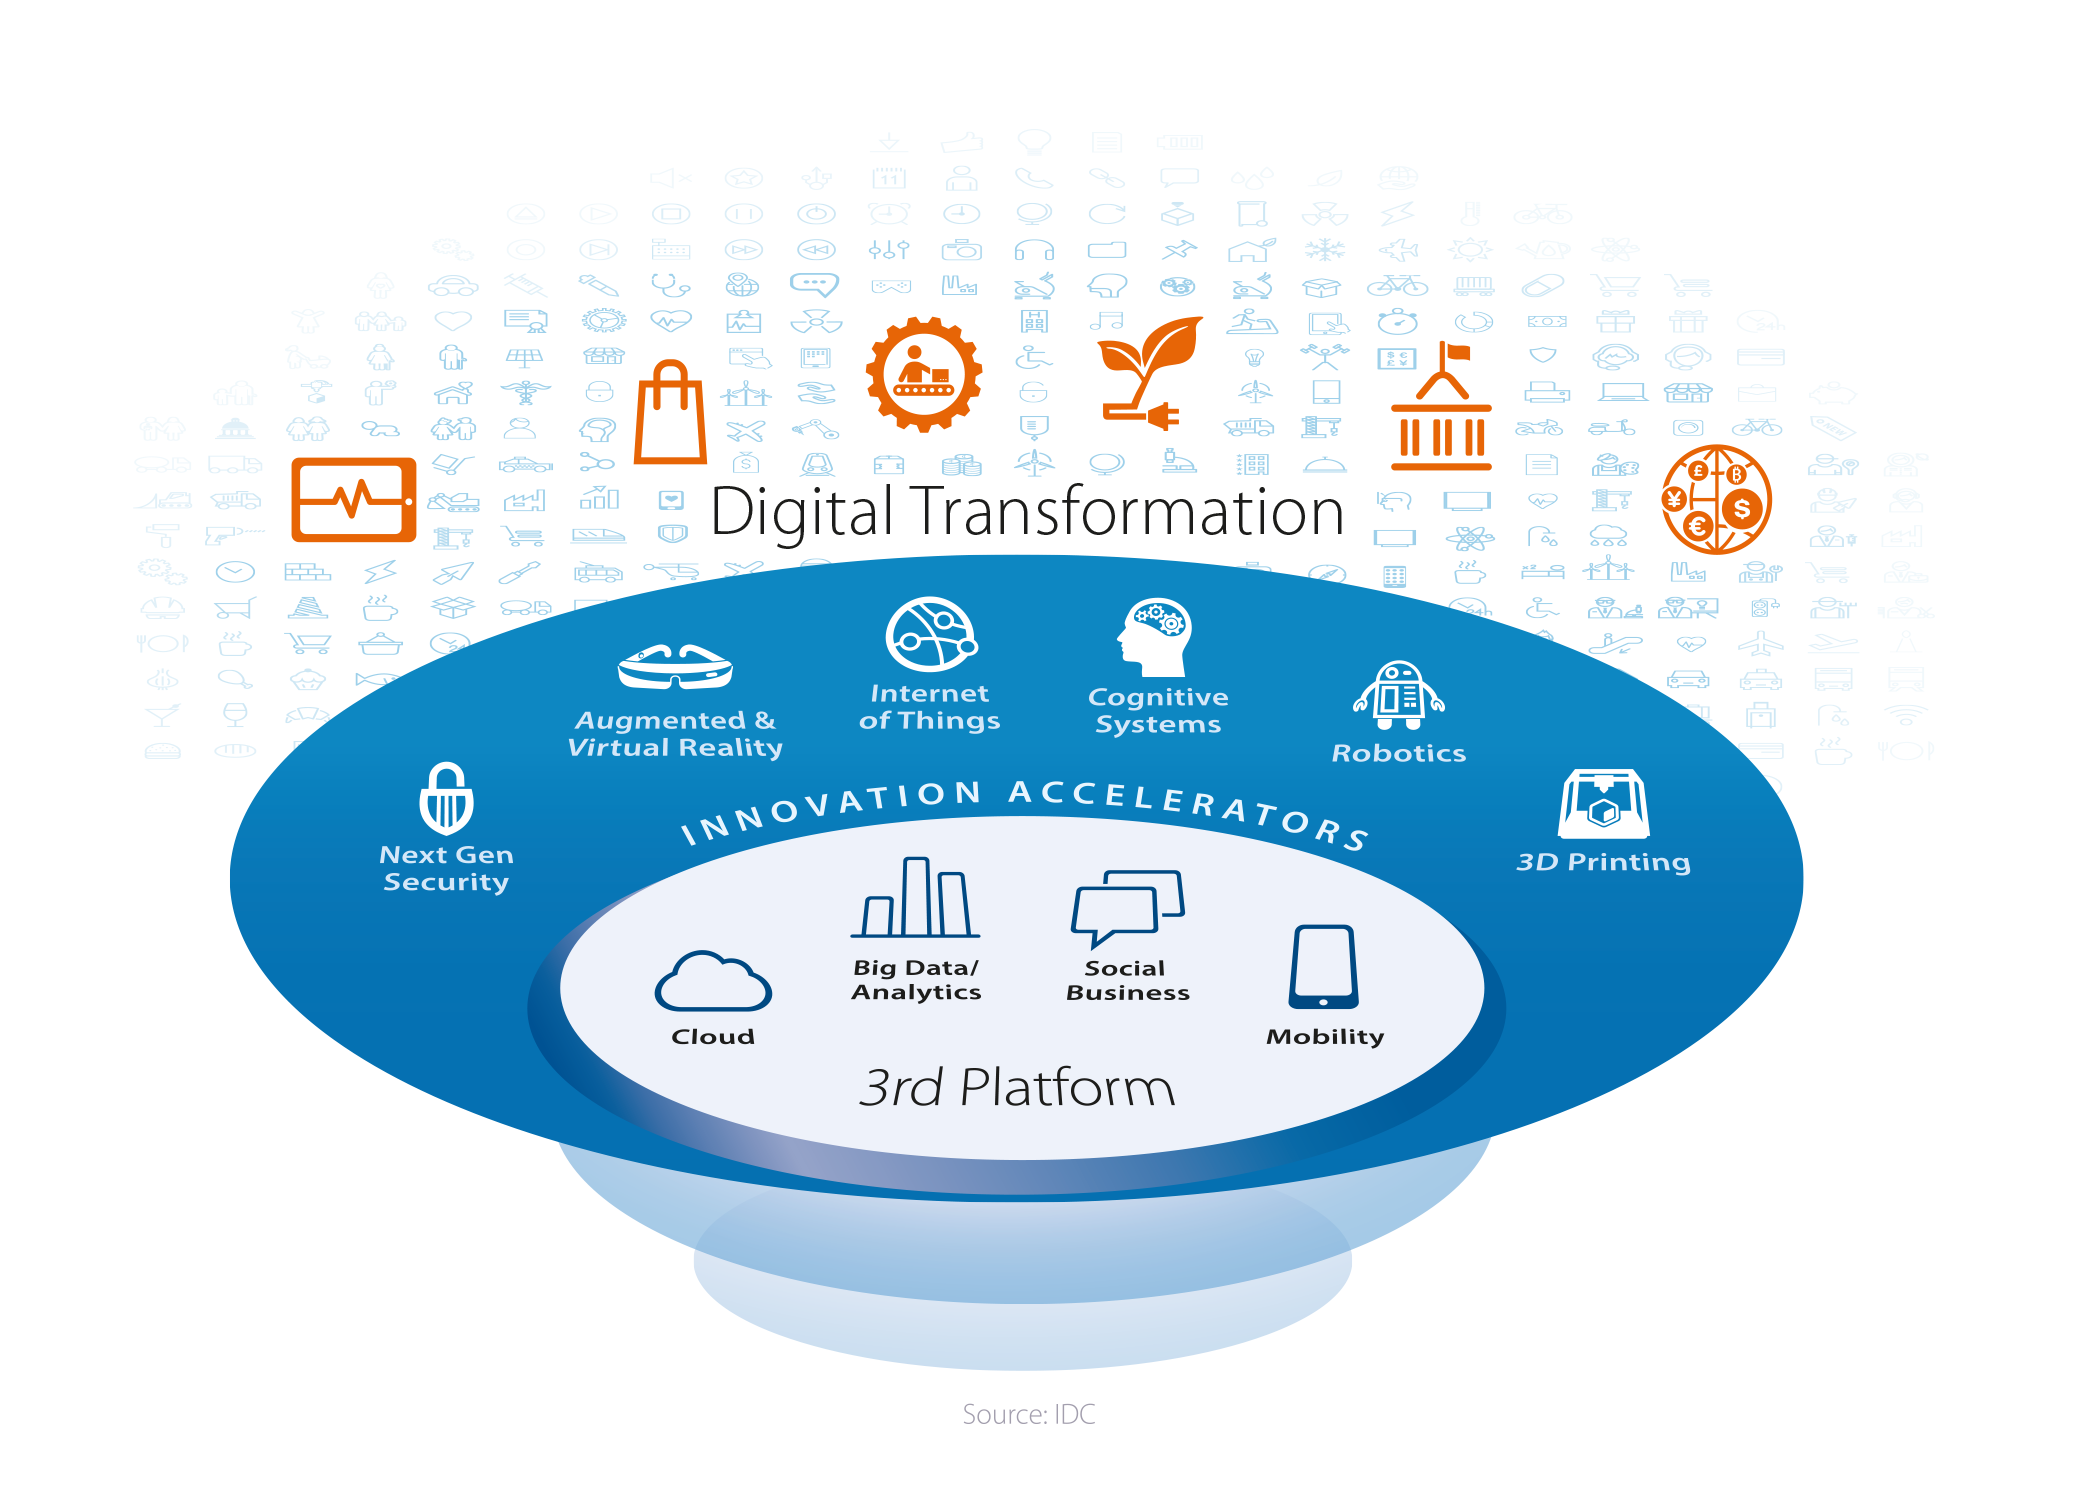 Digital Transformation
Internet
of Things
Cognitive
Systems
Augmented &
Virtual Reality
Robotics
Next Gen
Security
3D Printing
INNOVATION ACCELERATORS
Big Data/
Analytics
Social
Business
Cloud
Mobility
3rd Platform
Source: IDC